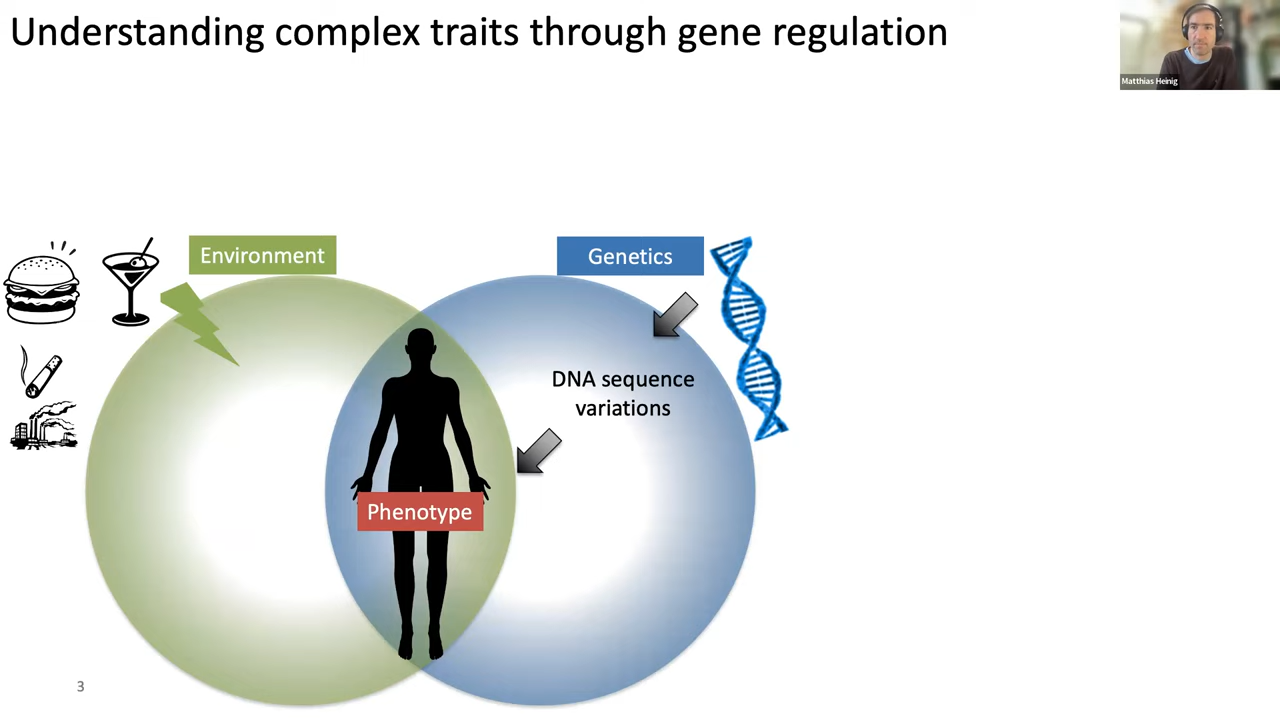 Understanding complex traits through gene regulation
Matthias Heinig
Environment
Genetics
DNA sequence
variations
Phenotype
3